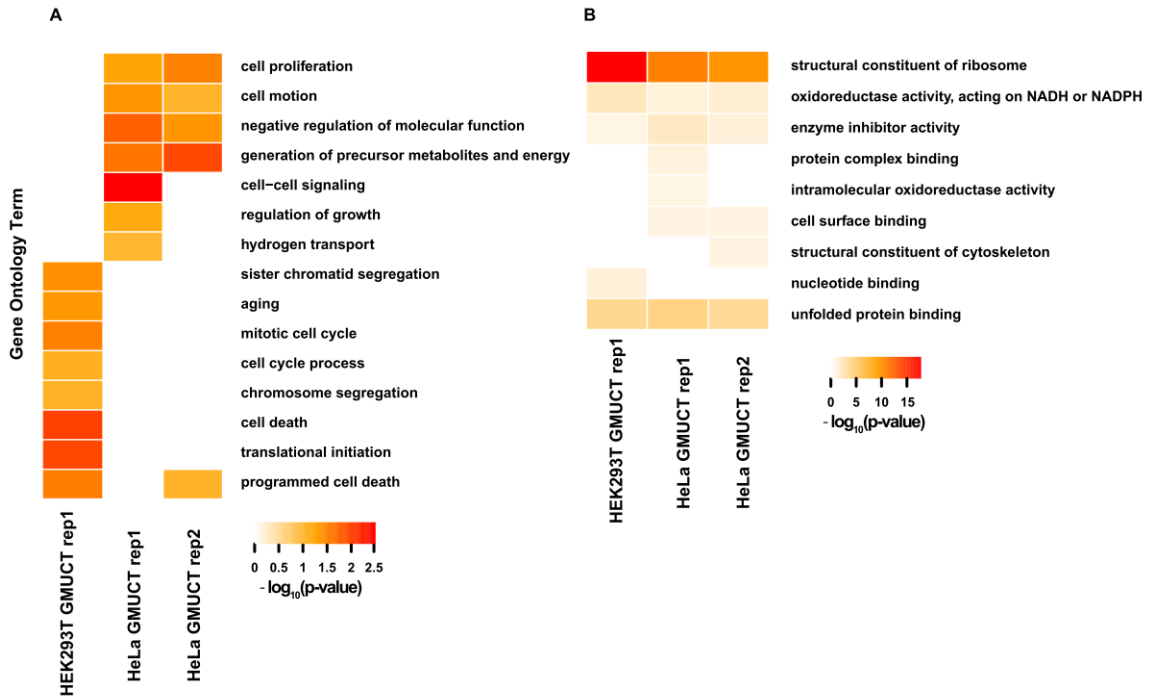 A
Gene Ontology Term
cell proliferation
cell motion
negative regulation of molecular function
generation of precursor metabolites and energy
cell−cell signaling
regulation of growth
hydrogen transport
sister chromatid segregation
aging
mitotic cell cycle
cell cycle process
chromosome segregation
cell death
translational initiation
programmed cell death
HEK293T GMUCT rep1
HeLa GMUCT rep1
HeLa GMUCT rep2
0 0.5 1 1.5 2 2.5
- log10(p-value)
B
structural constituent of ribosome
oxidoreductase activity, acting on NADH or NADPH
enzyme inhibitor activity
protein complex binding
intramolecular oxidoreductase activity
cell surface binding
structural constituent of cytoskeleton
nucleotide binding
unfolded protein binding
HEK293T GMUCT rep1
HeLa GMUCT rep1
HeLa GMUCT rep2
0 5 10 15
- log10(p-value)